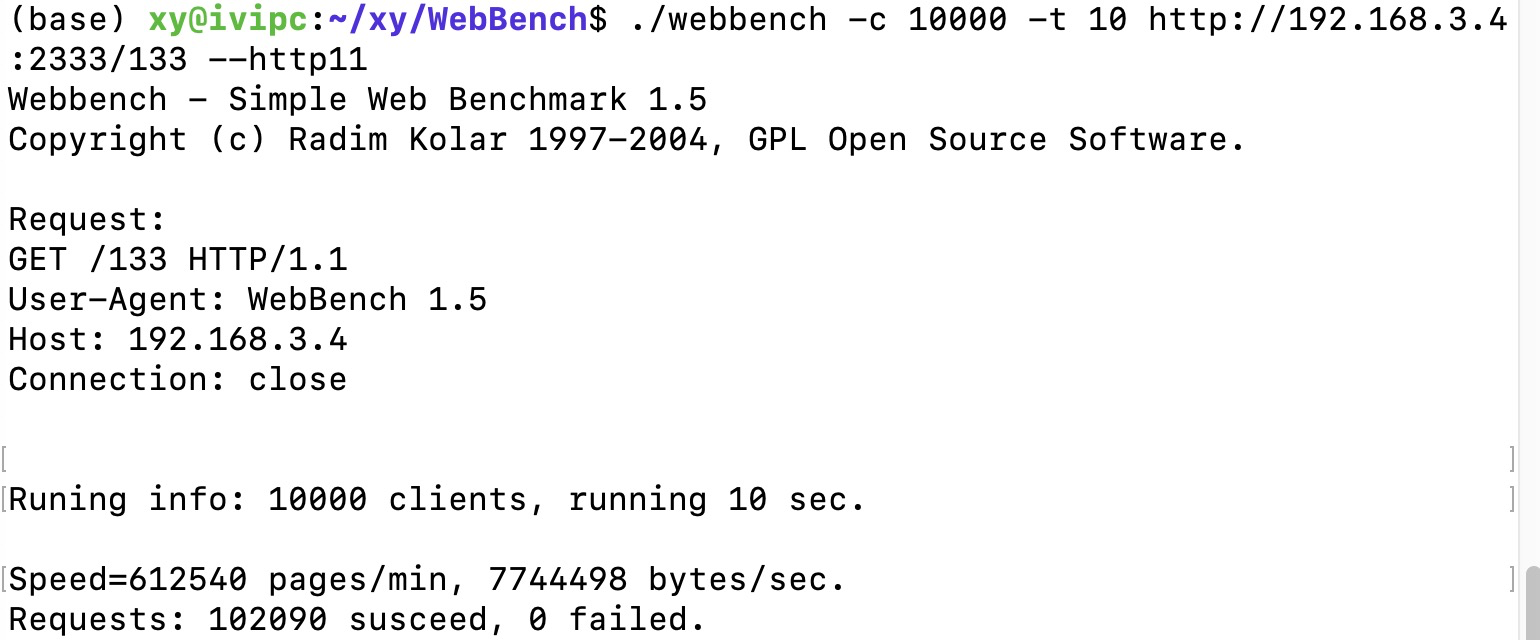 (base) xy@ivipc:~/xy/WebBench$ ./webbench -c 10000 -t 10 http://192.168.3.4
:2333/133 --http11
Webbench - Simple Web Benchmark 1.5
Copyright (c) Radim Kolar 1997-2004, GPL Open Source Software.
Request:
GET /133 HTTP/1.1
User-Agent: WebBench 1.5
Host: 192.168.3.4
Connection: close
[ ]
[Runing info: 10000 clients, running 10 sec. ]
[Speed=612540 pages/min, 7744498 bytes/sec. ]
Requests: 102090 susceed, 0 failed.